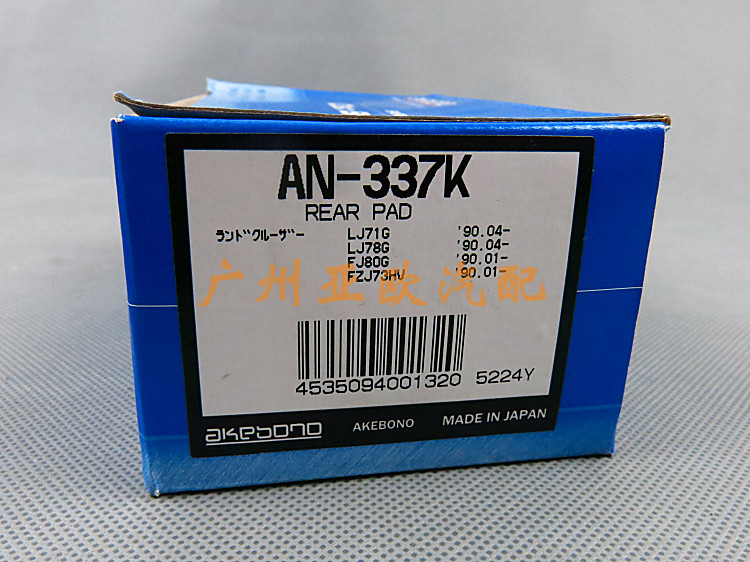 AN-337K
REAR PAD
ﾗﾝﾄﾞｸﾙｰｻﾞｰ LJ71G '90.04-
LJ78G '90.04-
FJ80G '90.01-
FZJ73HV '90.01-
广州亚欧汽配
4535094001320 5224Y
akebono AKEBONO MADE IN JAPAN